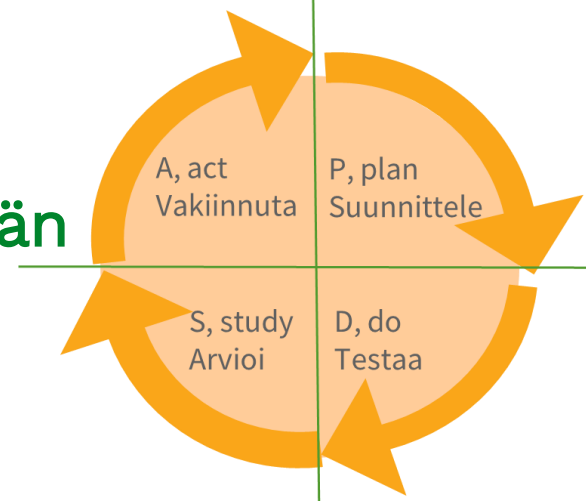 A, act
Vakiinnuta
P, plan
Suunnittele
än
S, study
Arvioi
D, do
Testaa